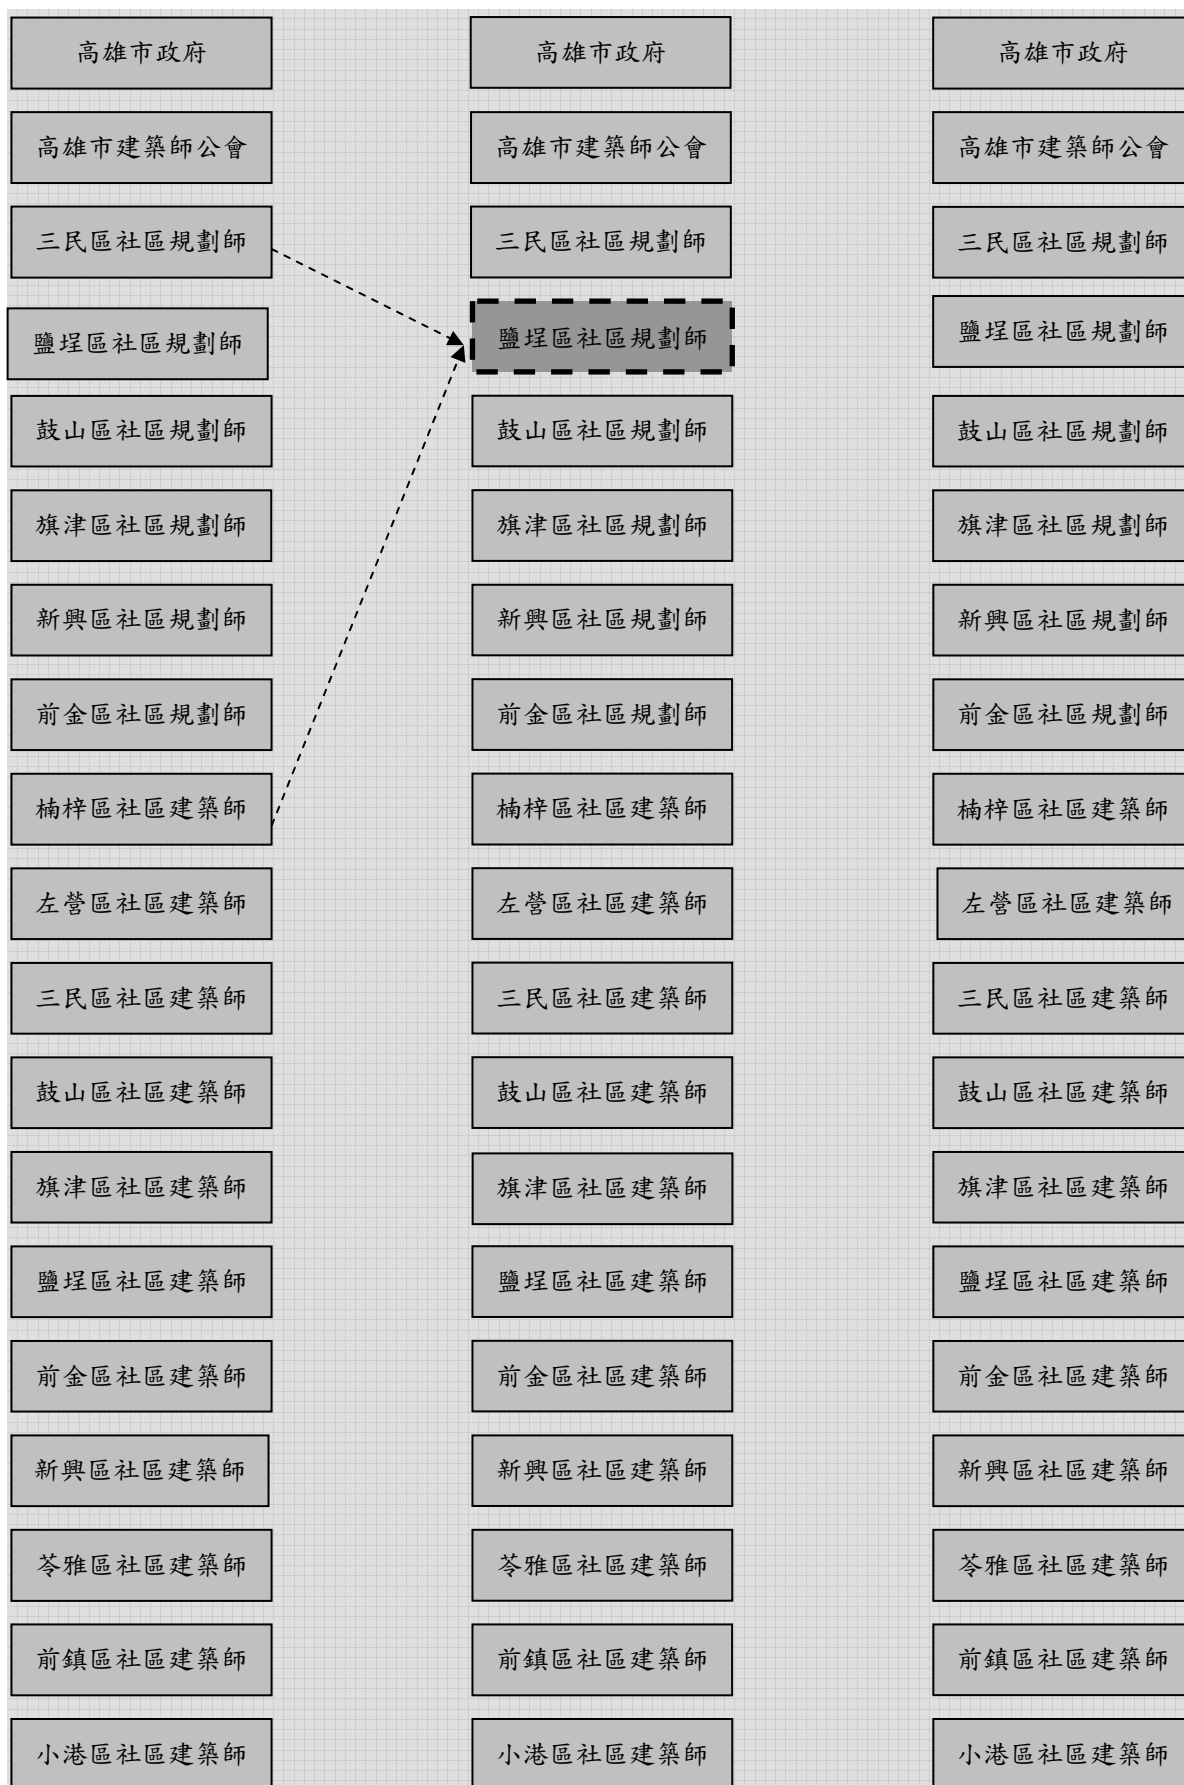 高雄市政府
高雄市政府
高雄市政府
高雄市建築師公會
高雄市建築師公會
高雄市建築師公會
三民區社區規劃師
三民區社區規劃師
三民區社區規劃師
鹽埕區社區規劃師
鹽埕區社區規劃師
鹽埕區社區規劃師
鼓山區社區規劃師
鼓山區社區規劃師
鼓山區社區規劃師
旗津區社區規劃師
旗津區社區規劃師
旗津區社區規劃師
新興區社區規劃師
新興區社區規劃師
新興區社區規劃師
前金區社區規劃師
前金區社區規劃師
前金區社區規劃師
楠梓區社區建築師
楠梓區社區建築師
楠梓區社區建築師
左營區社區建築師
左營區社區建築師
左營區社區建築師
三民區社區建築師
三民區社區建築師
三民區社區建築師
鼓山區社區建築師
鼓山區社區建築師
鼓山區社區建築師
旗津區社區建築師
旗津區社區建築師
旗津區社區建築師
鹽埕區社區建築師
鹽埕區社區建築師
鹽埕區社區建築師
前金區社區建築師
前金區社區建築師
前金區社區建築師
新興區社區建築師
新興區社區建築師
新興區社區建築師
苓雅區社區建築師
苓雅區社區建築師
苓雅區社區建築師
前鎮區社區建築師
前鎮區社區建築師
前鎮區社區建築師
小港區社區建築師
小港區社區建築師
小港區社區建築師